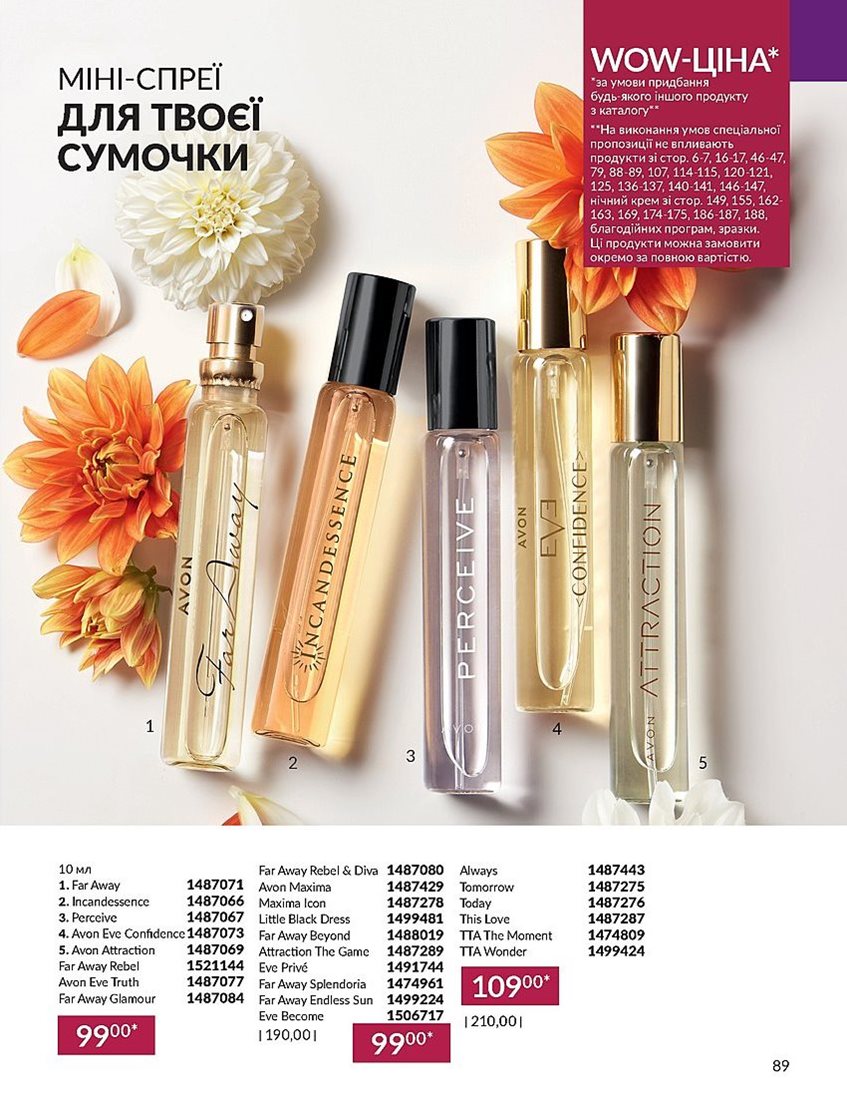 МІНІ-СПРЕЇ
ДЛЯ ТВОЄЇ
СУМОЧКИ
WOW-ЦІНА*
*за умови придбання
будь-якого іншого продукту
з каталогу**
**На виконання умов спеціальної
пропозиції не впливають
продукти зі стор. 6-7, 16-17, 46-47,
79, 88-89, 107, 114-115, 120-121,
125, 136-137, 140-141, 146-147,
нічний крем зі стор. 149, 155, 162-
163, 169, 174-175, 186-187, 188,
благодійних програм, зразки.
Ці продукти можна замовити
окремо за повною вартістю.
AVON
Far Away
INCANDESSENCE
PERCEIVE
AVON
AVON
EVE
<CONFIDENCE>
ATTRACTION
AVON
1
2
3
4
5
10 мл
1. Far Away 1487071
2. Incandessence 1487066
3. Perceive 1487067
4. Avon Eve Confidence 1487073
5. Avon Attraction 1487069
Far Away Rebel 1521144
Avon Eve Truth 1487077
Far Away Glamour 1487084
9900*
Far Away Rebel & Diva 1487080
Avon Maxima 1487429
Maxima Icon 1487278
Little Black Dress 1499481
Far Away Beyond 1488019
Attraction The Game 1487289
Eve Privé 1491744
Far Away Splendoria 1474961
Far Away Endless Sun 1499224
Eve Become 1506717
|190,00|
9900*
Always 1487443
Tomorrow 1487275
Today 1487276
This Love 1487287
TTA The Moment 1474809
TTA Wonder 1499424
10900*
|210,00|
89